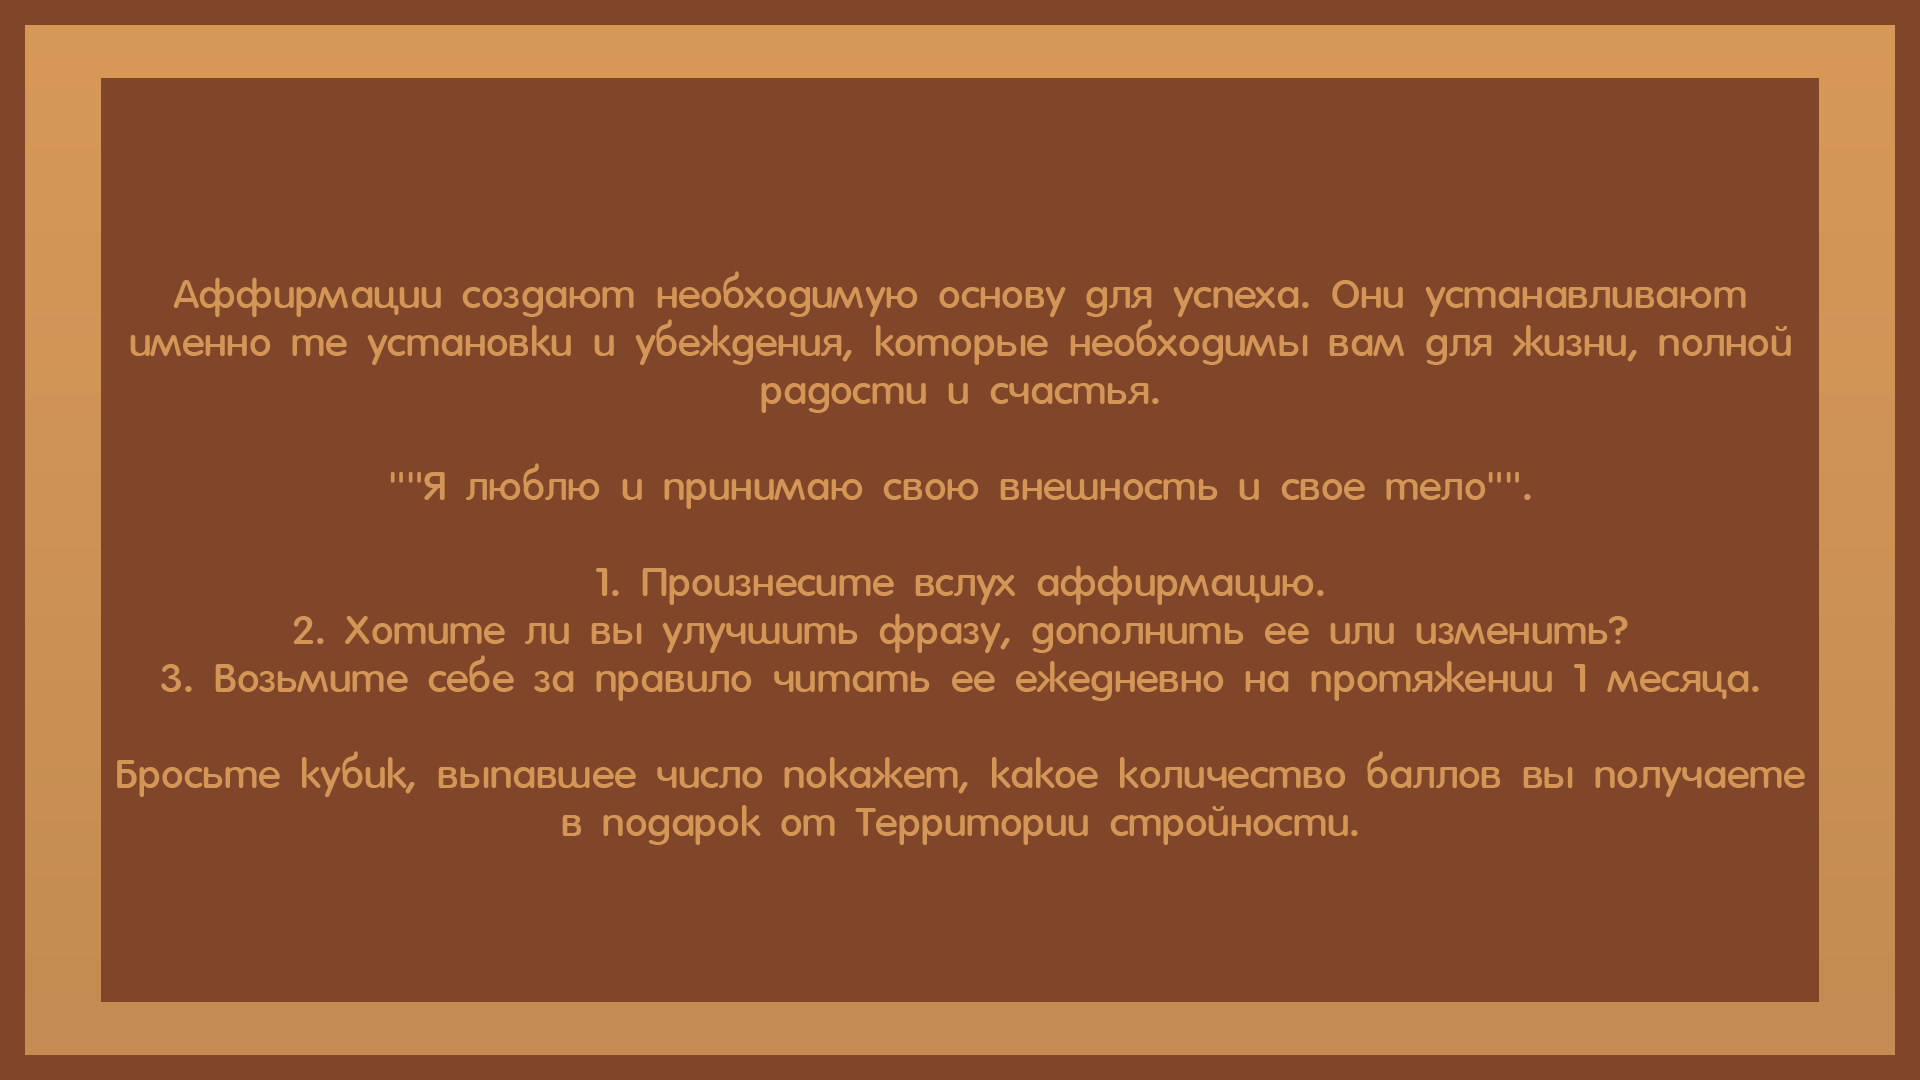 Аффирмации создают необходимую основу для успеха. Они устанавливают
именно те установки и убеждения, которые необходимы вам для жизни, полной
радости и счастья.
""Я люблю и принимаю свою внешность и свое тело"".
1. Произнесите вслух аффирмацию.
2. Хотите ли вы улучшить фразу, дополнить ее или изменить?
3. Возьмите себе за правило читать ее ежедневно на протяжении 1 месяца.
Бросьте кубик, выпавшее число покажет, какое количество баллов вы получаете
в подарок от Территории стройности.